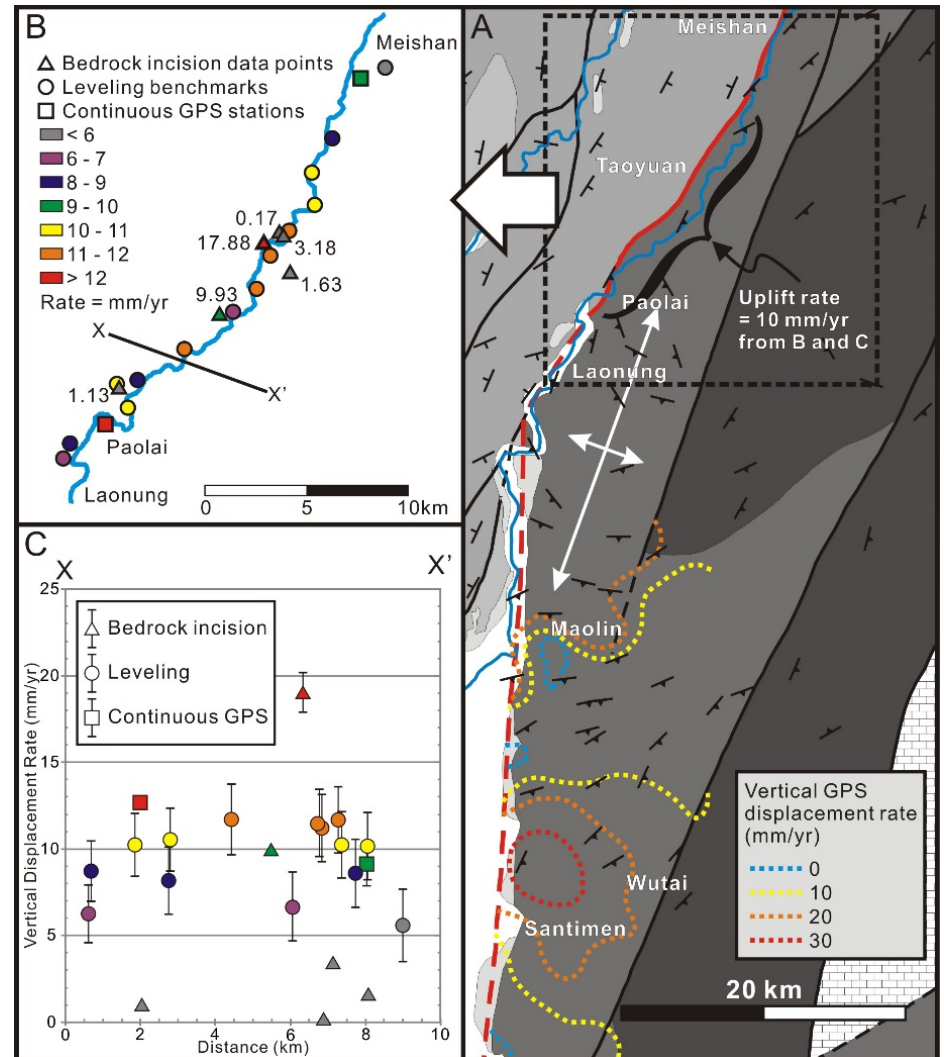 B
Meishan
Bedrock incision data points
Leveling benchmarks
Continuous GPS stations
< 6
6 - 7
8 - 9
9 - 10
10 - 11
11 - 12
> 12
Rate = mm/yr
0.17
17.88
3.18
1.63
9.93
X
X'
1.13
Paolai
Laonung
0
5
10km
C
X
X'
25
20
15
10
5
0
Vertical Displacement Rate (mm/yr)
Bedrock incision
Leveling
Continuous GPS
0
2
4
6
8
10
Distance (km)
A
Meishan
Taoyuan
Paolai
Uplift rate
= 10 mm/yr
from B and C
Laonung
Maolin
Wutai
Santimen
Vertical GPS
displacement rate
(mm/yr)
0
10
20
30
20 km